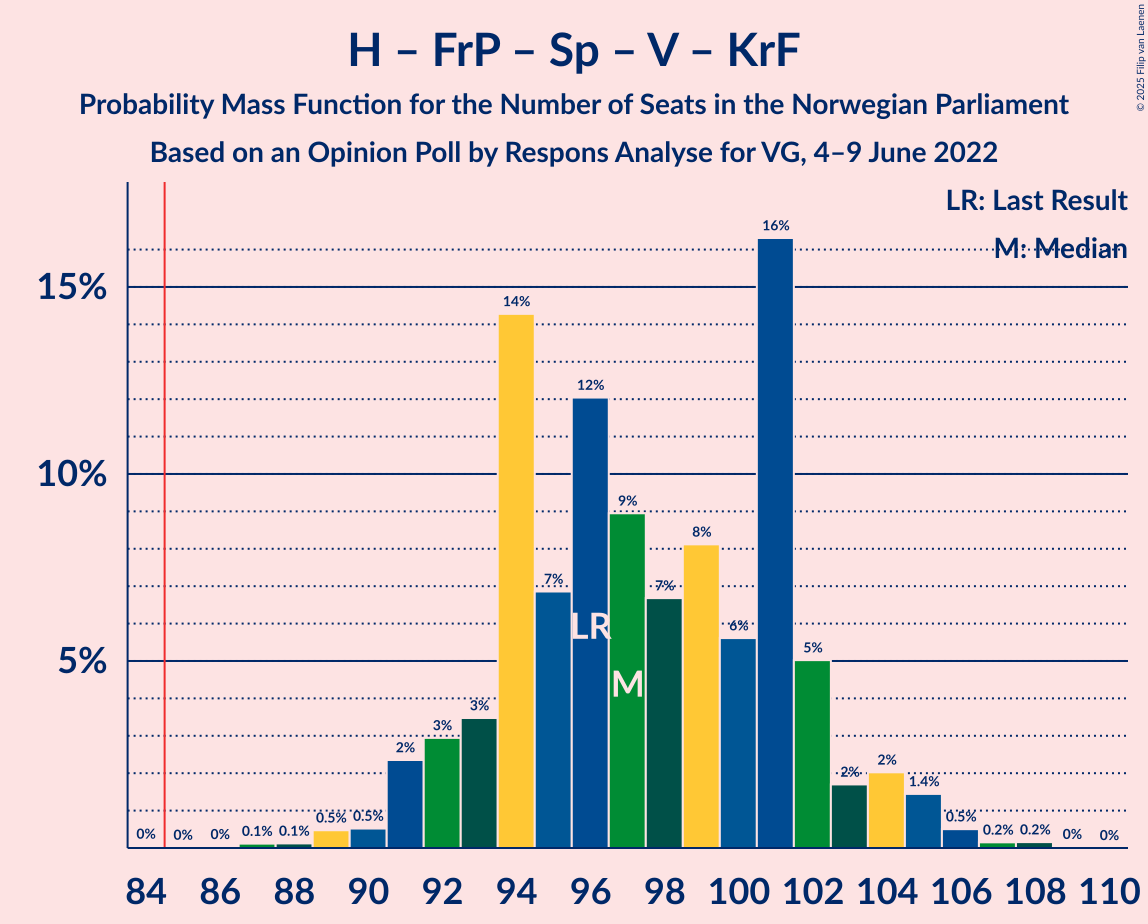 H – FrP – Sp – V – KrF
Probability Mass Function for the Number of Seats in the Norwegian Parliament
Based on an Opinion Poll by Respons Analyse for VG, 4–9 June 2022
© 2025 Filip van Laenen
LR: Last Result
M: Median
15%
10%
5%
0% 0% 0% 0.1% 0.1% 0.5% 0.5% 2% 3% 3% 14% 7% 12% 9% 7% 8% 6% 16% 5% 2% 2% 1.4% 0.5% 0.2% 0.2% 0% 0%
LR
M
84 86 88 90 92 94 96 98 100 102 104 106 108 110